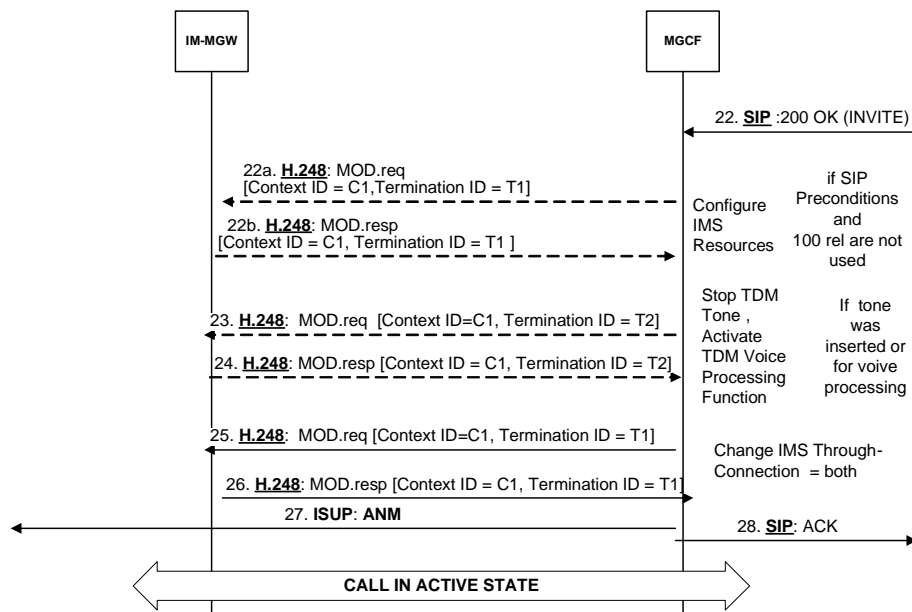 IM-MGW
MGCF
22. SIP :200 OK (INVITE)
22a. H.248: MOD.req
[Context ID = C1,Termination ID = T1]
22b. H.248: MOD.resp
[Context ID = C1, Termination ID = T1 ]
Configure
IMS
Resources
if SIP
Preconditions
and
100 rel are not
used
23. H.248:  MOD.req  [Context ID=C1, Termination ID = T2]
24. H.248: MOD.resp [Context ID = C1, Termination ID = T2]
Stop TDM
Tone ,
Activate
TDM Voice
Processing
Function
If  tone
was
inserted or
for voive
processing
25. H.248:  MOD.req [Context ID=C1, Termination ID = T1]
26. H.248: MOD.resp [Context ID = C1, Termination ID = T1]
Change IMS Through-
Connection  = both
27. ISUP: ANM
28. SIP: ACK
CALL IN ACTIVE STATE